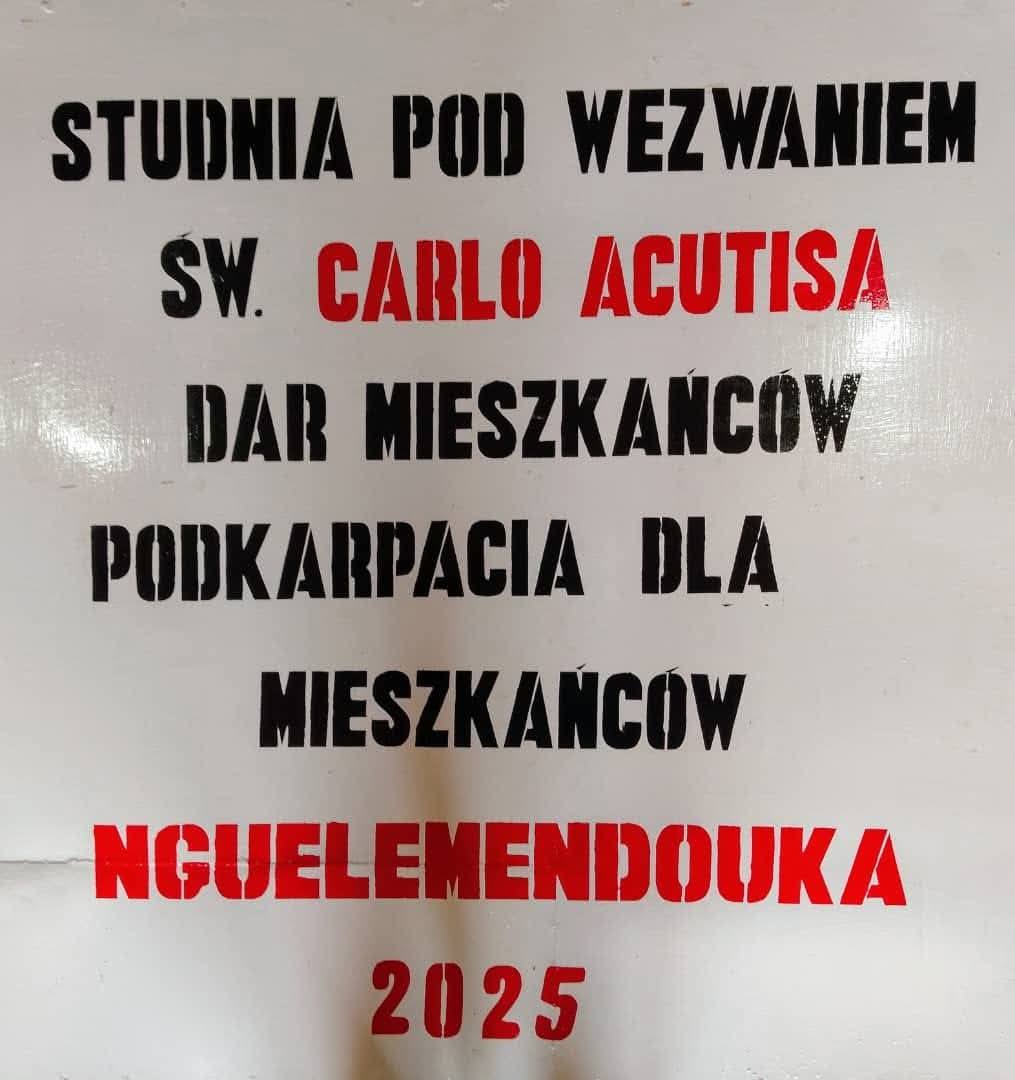 STUDNIA POD WEZWANIEM
ŚW. CARLO ACUTISA
DAR MIESZKAŃCÓW
PODKARPACIA DLA
MIESZKAŃCÓW
NGUELEMENDOUKA
2025